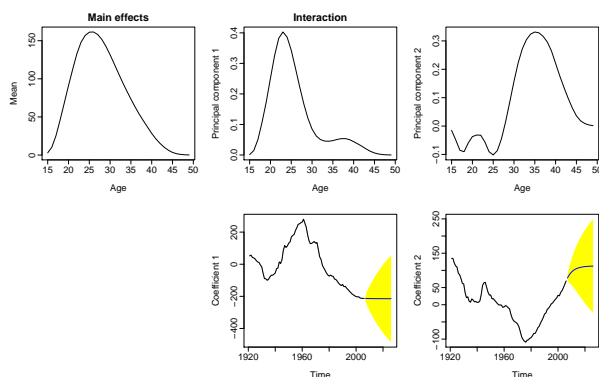 Main effects
Interaction
Mean
0 50 100 150
15 20 25 30 35 40 45 50
Age
Principal component 1
0.0 0.1 0.2 0.3 0.4
15 20 25 30 35 40 45 50
Age
Principal component 2
−0.1 0.0 0.1 0.2 0.3
15 20 25 30 35 40 45 50
Age
Coefficient 1
−400 −200 0 200
1920 1960 2000
Time
Coefficient 2
−100 0 50 150 250
1920 1960 2000
Time